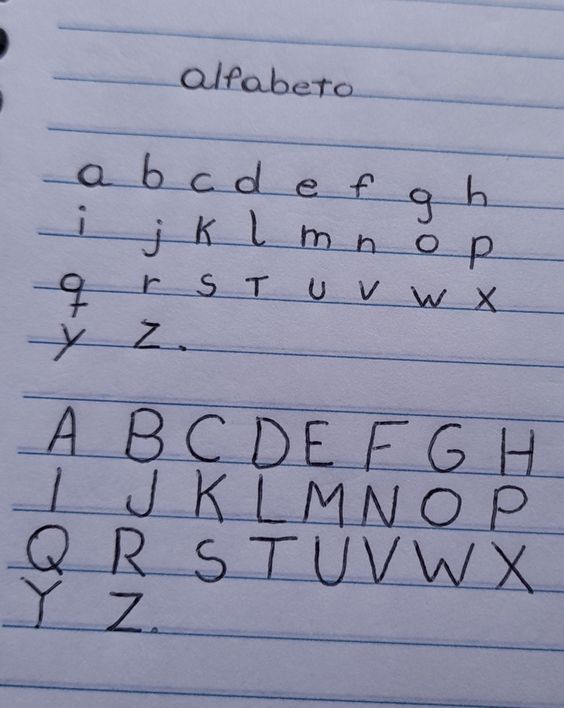 alfabeto
a b c d e f g h
i j k l m n o p
q r s T u v w x
y z.
A B C D E F G H
I J K L M N O P
Q R S T U V W X
Y Z.